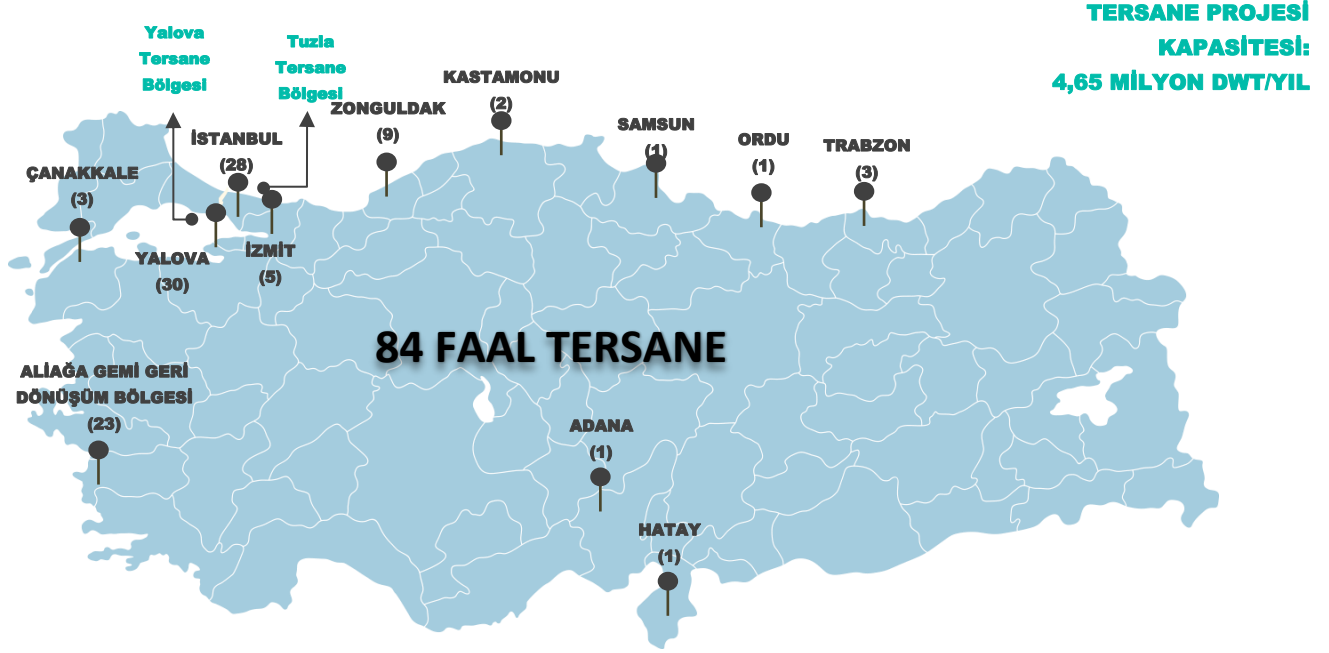 TERSANE PROJESİ
KAPASİTESİ:
4,65 MİLYON DWT/YIL
Yalova
Tersane
Bölgesi
Tuzla
Tersane
Bölgesi
KASTAMONU
(2)
ZONGULDAK
(9)
İSTANBUL
(28)
SAMSUN
(1)
ORDU
(1)
TRABZON
(3)
ÇANAKKALE
(3)
YALOVA
(30)
İZMİT
(5)
84 FAAL TERSANE
ALİAĞA GEMİ GERİ
DÖNÜŞÜM BÖLGESİ
(23)
ADANA
(1)
HATAY
(1)